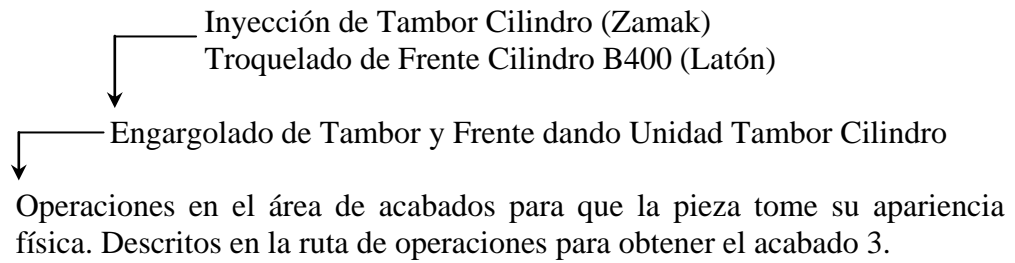 Inyección de Tambor Cilindro (Zamak)
Troquelado de Frente Cilindro B400 (Latón)
Engargolado de Tambor y Frente dando Unidad Tambor Cilindro
Operaciones en el área de acabados para que la pieza tome su apariencia
física. Descritos en la ruta de operaciones para obtener el acabado 3.